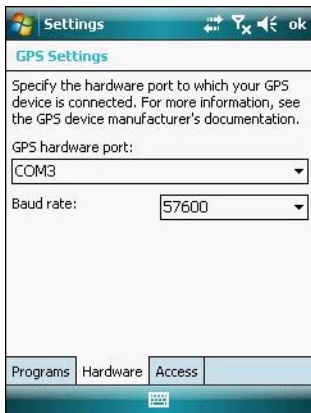 Settings ok
GPS Settings
Specify the hardware port to which your GPS
device is connected. For more information, see
the GPS device manufacturer's documentation.
GPS hardware port:
COM3
Baud rate: 57600
Programs Hardware Access